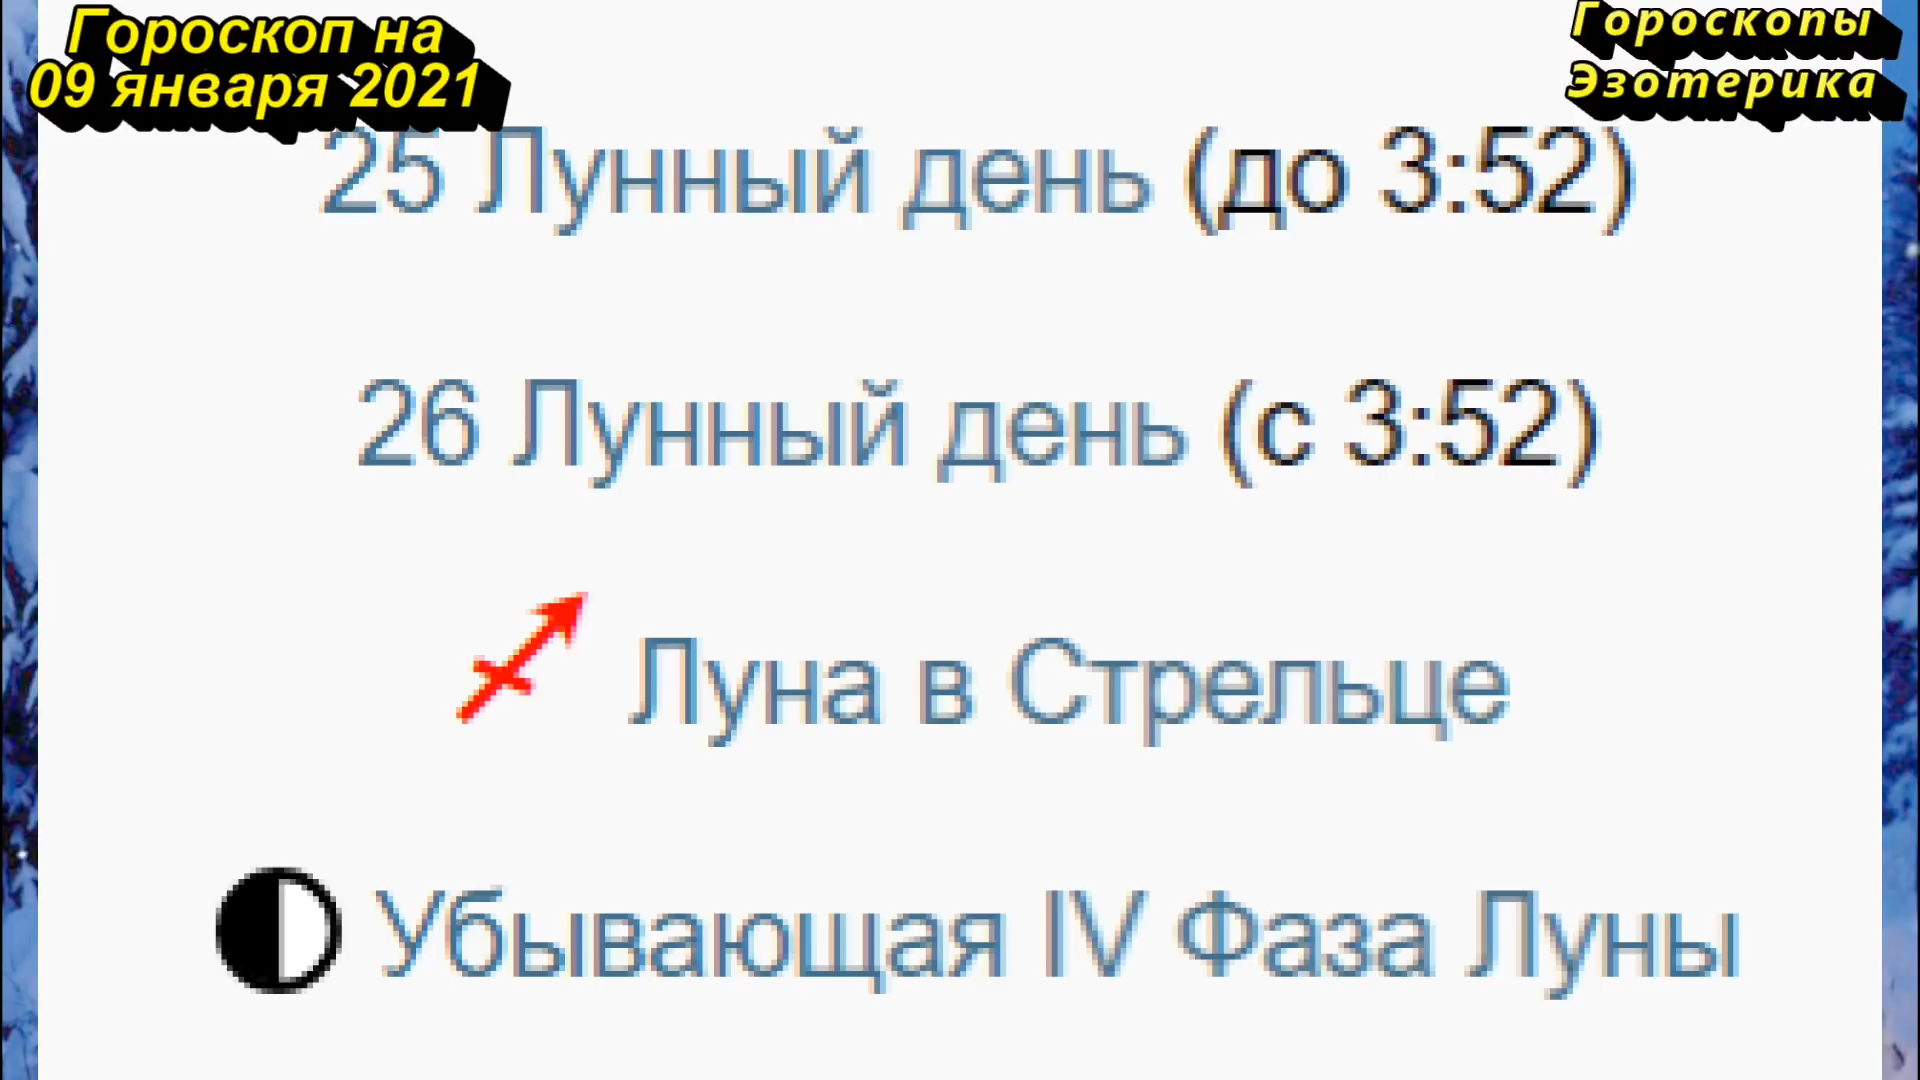 Гороскоп на
09 января 2021
Гороскопы
Эзотерика
25 Лунный день (до 3:52)
26 Лунный день (с 3:52)
Луна в Стрельце
Убывающая IV Фаза Луны